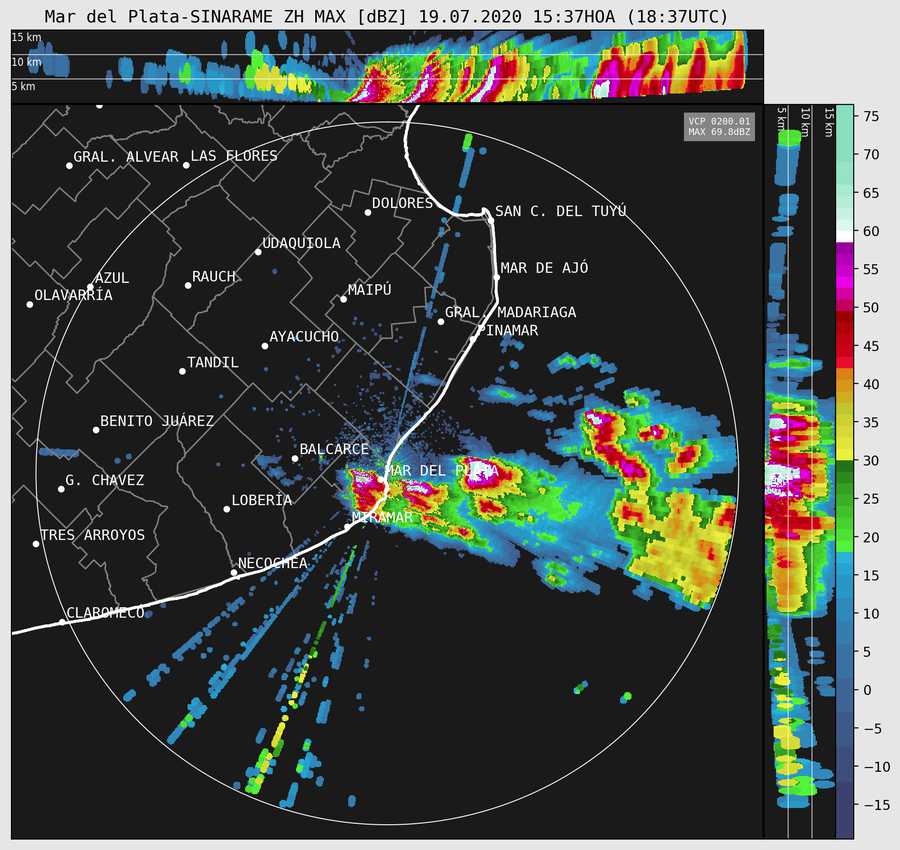 Mar del Plata-SINARAME ZH MAX [dBZ] 19.07.2020 15:37HOA (18:37UTC)
15 km
10 km
5 km
5 km
10 km
15 km
VCP 0200.01
MAX 69.8dBZ
GRAL. ALVEAR
LAS FLORES
DOLORES
SAN C. DEL TUYÚ
UDAQUIOLA
MAR DE AJÓ
AZUL
RAUCH
OLAVARRÍA
MAIPÚ
GRAL. MADARIAGA
PINAMAR
AYACUCHO
TANDIL
BENITO JUÁREZ
BALCARCE
MAR DEL PLATA
G. CHAVEZ
LOBERÍA
MIRAMAR
TRES ARROYOS
NECOCHEA
CLAROMECO
75
70
65
60
55
50
45
40
35
30
25
20
15
10
5
0
−5
−10
−15